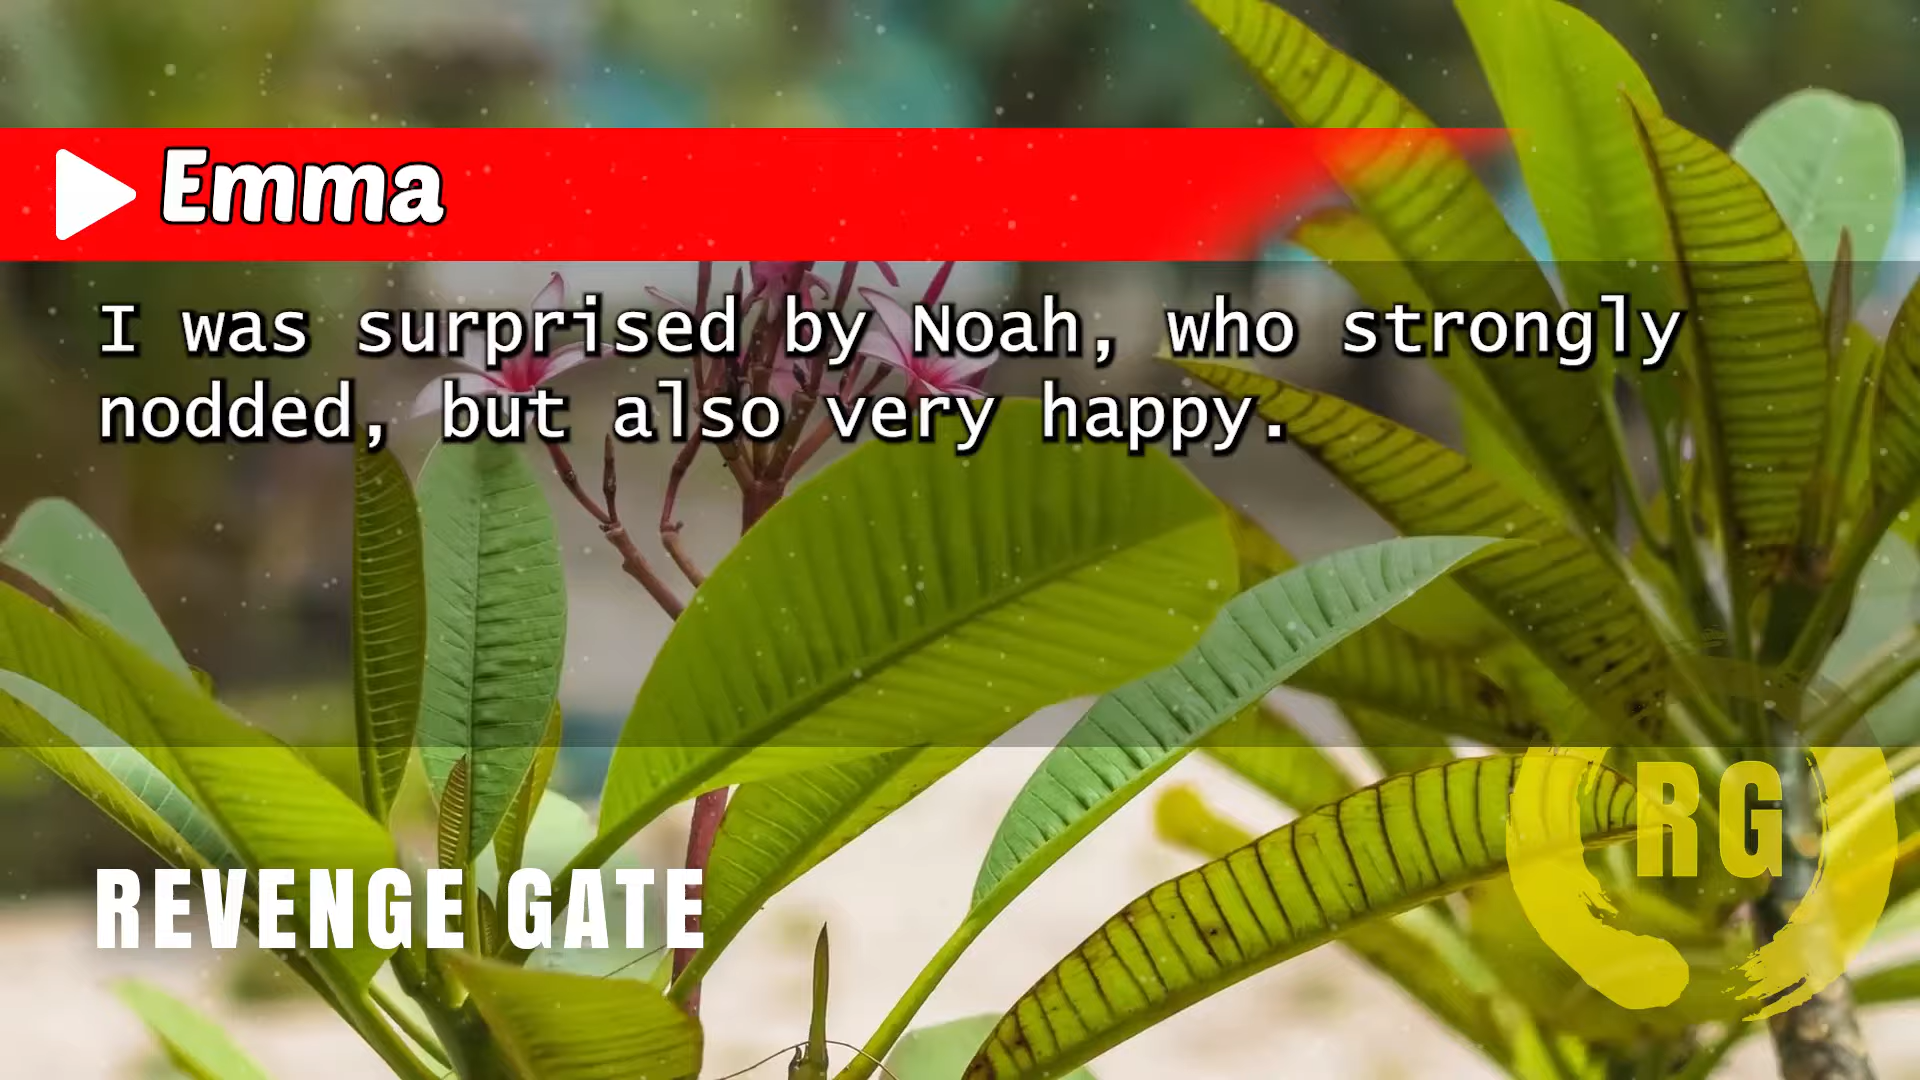 Emma
I was surprised by Noah, who strongly
nodded, but also very happy.
RG
REVENGE GATE